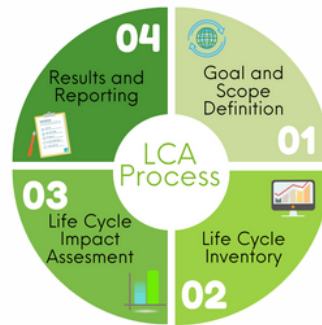 04
Results and
Reporting
Goal and
Scope
Definition
01
LCA
Process
03
Life Cycle
Impact
Assesment
Life Cycle
Inventory
02